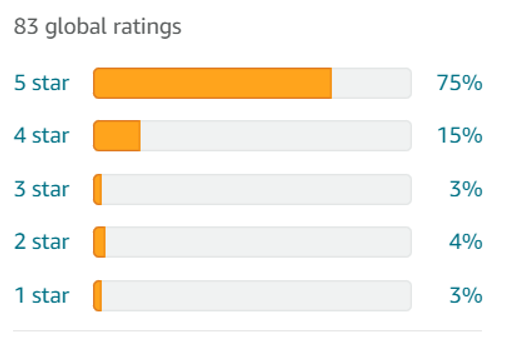 83 global ratings
5 star 75%
4 star 15%
3 star 3%
2 star 4%
1 star 3%